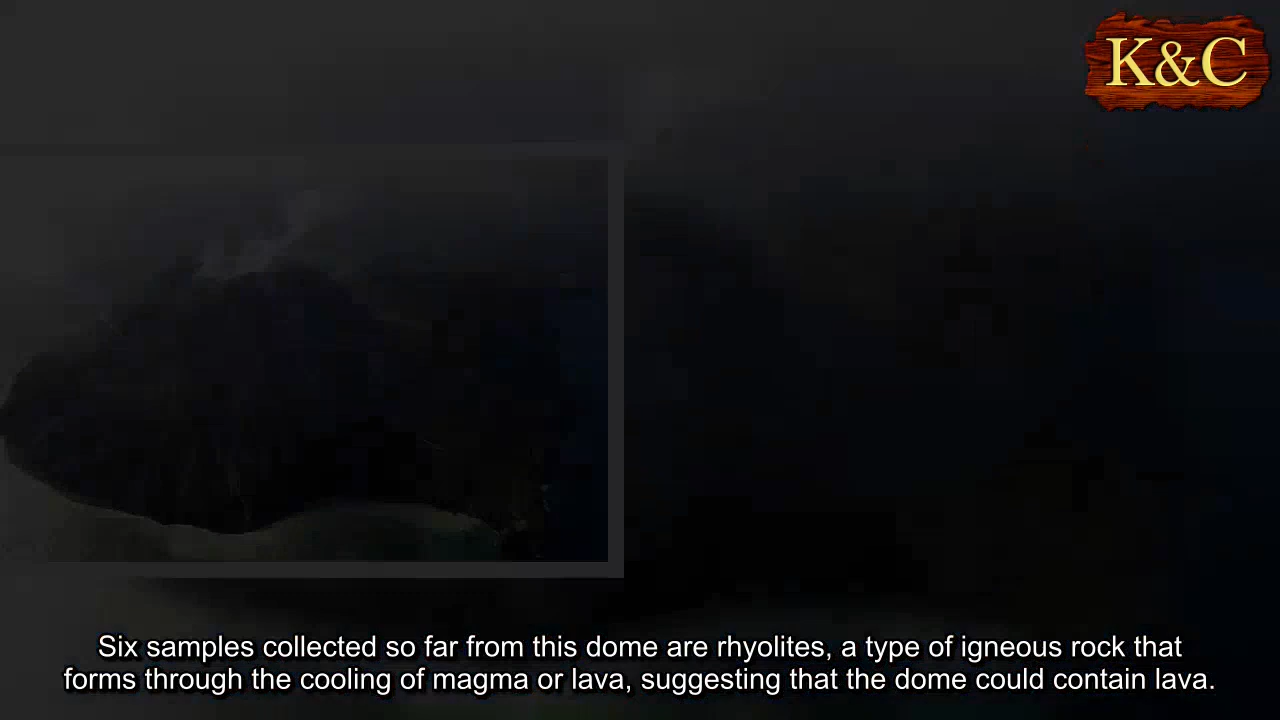 K&C
Six samples collected so far from this dome are rhyolites, a type of igneous rock that
forms through the cooling of magma or lava, suggesting that the dome could contain lava.